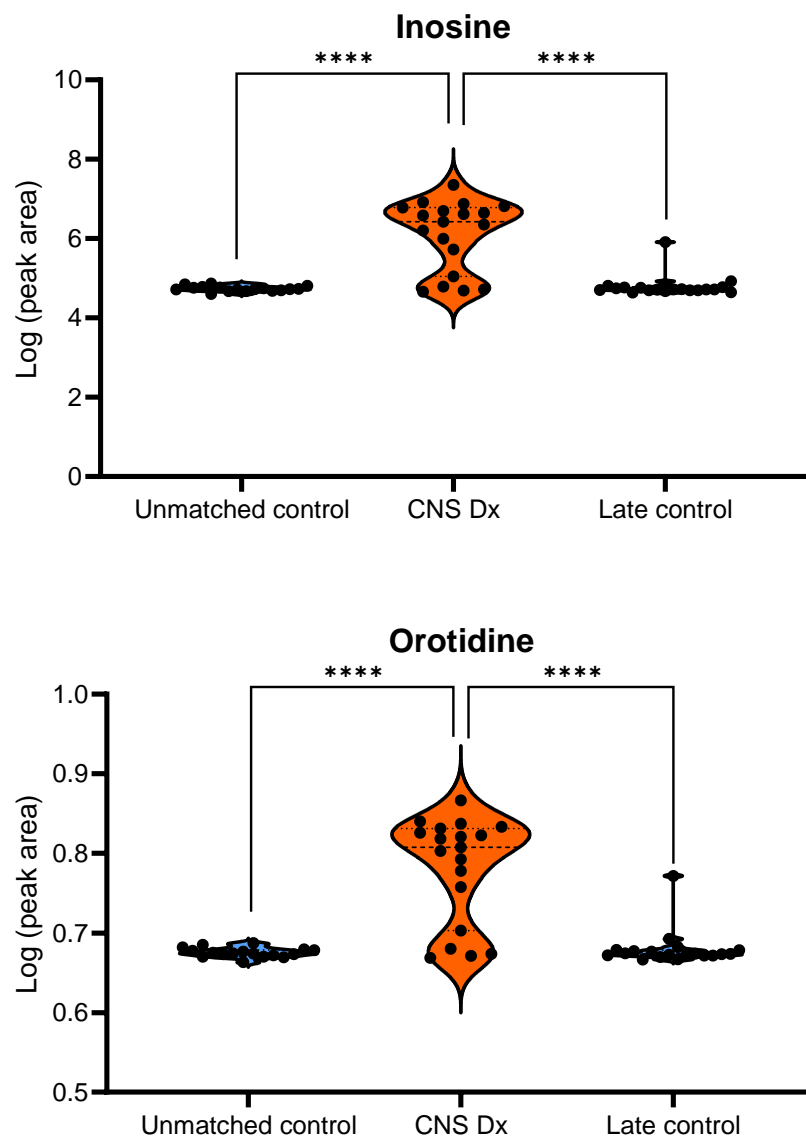 Inosine
**** ****
10
8
6
4
2
0
Log (peak area)
Unmatched control CNS Dx Late control
Orotidine
**** ****
1.0
0.9
0.8
0.7
0.6
0.5
Log (peak area)
Unmatched control CNS Dx Late control